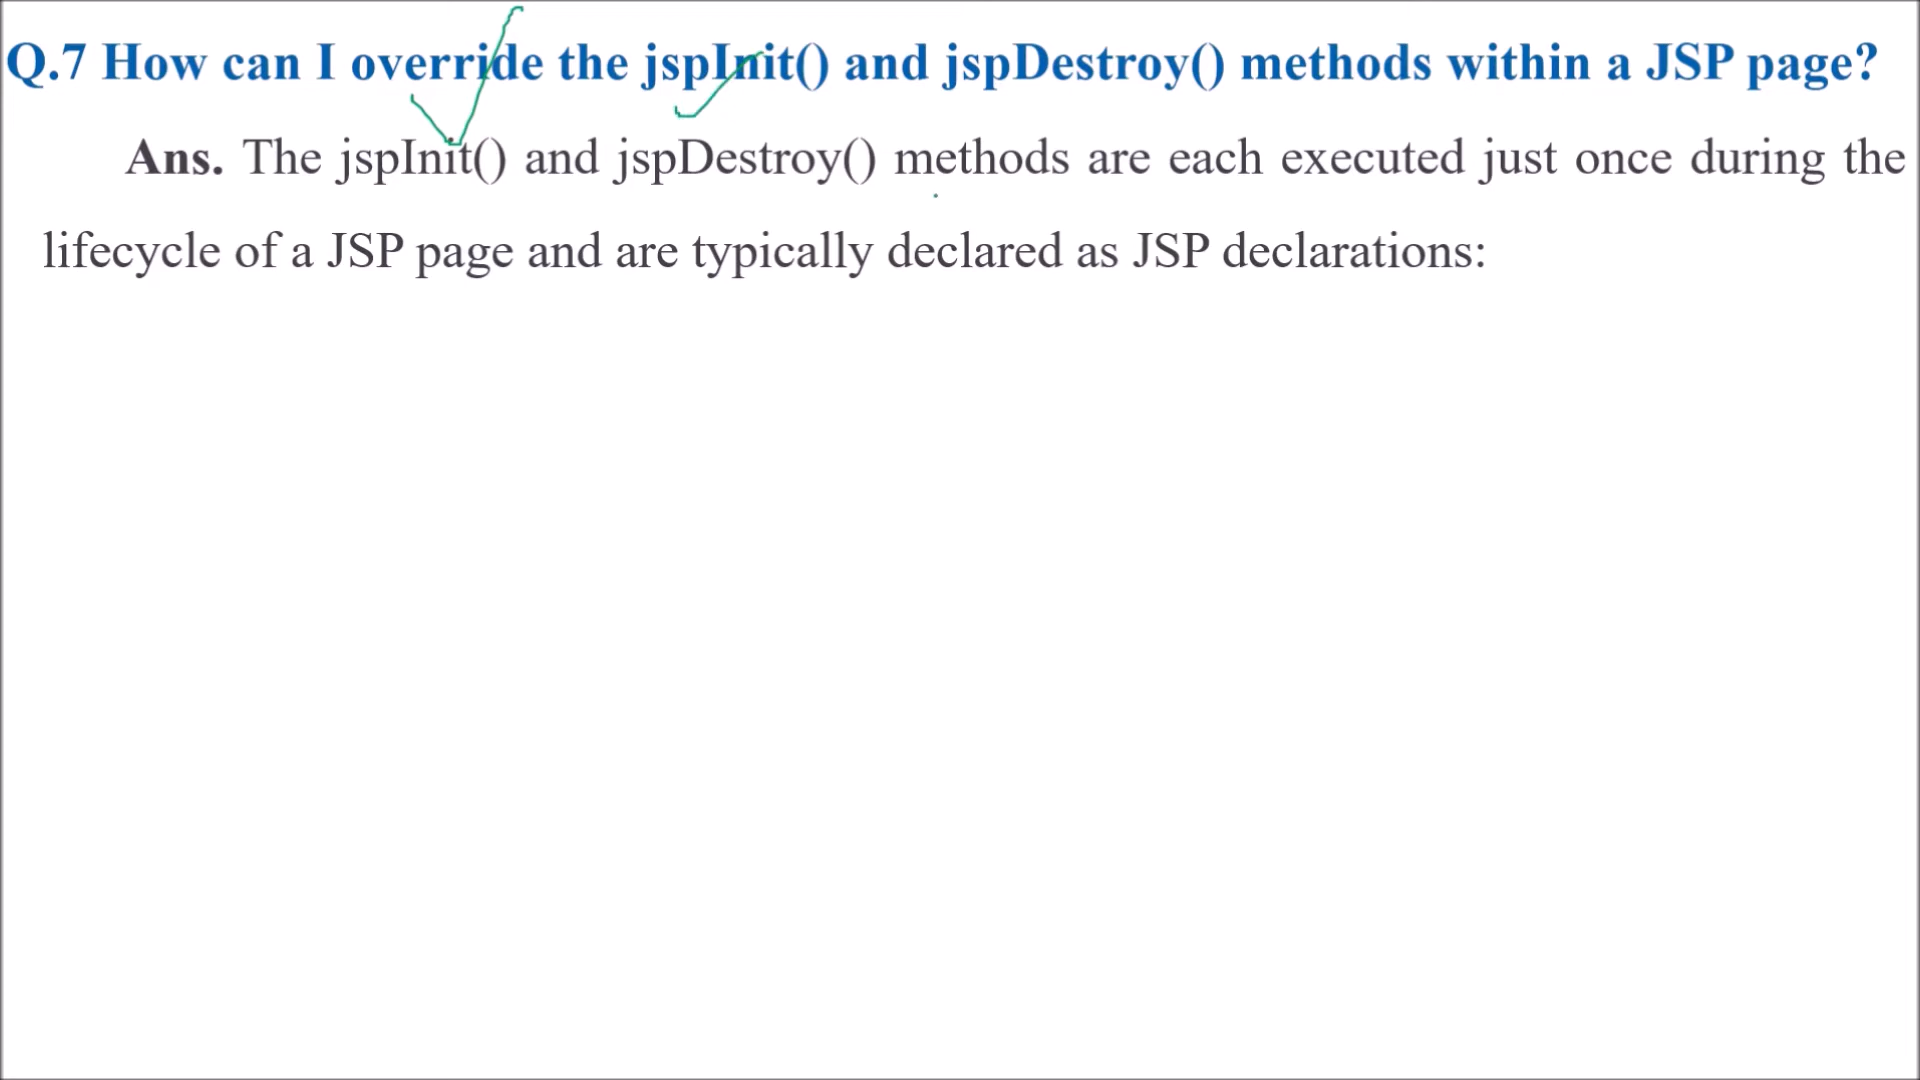 Q.7 How can I override the jspInit() and jspDestroy() methods within a JSP page?
Ans. The jspInit() and jspDestroy() methods are each executed just once during the
lifecycle of a JSP page and are typically declared as JSP declarations: